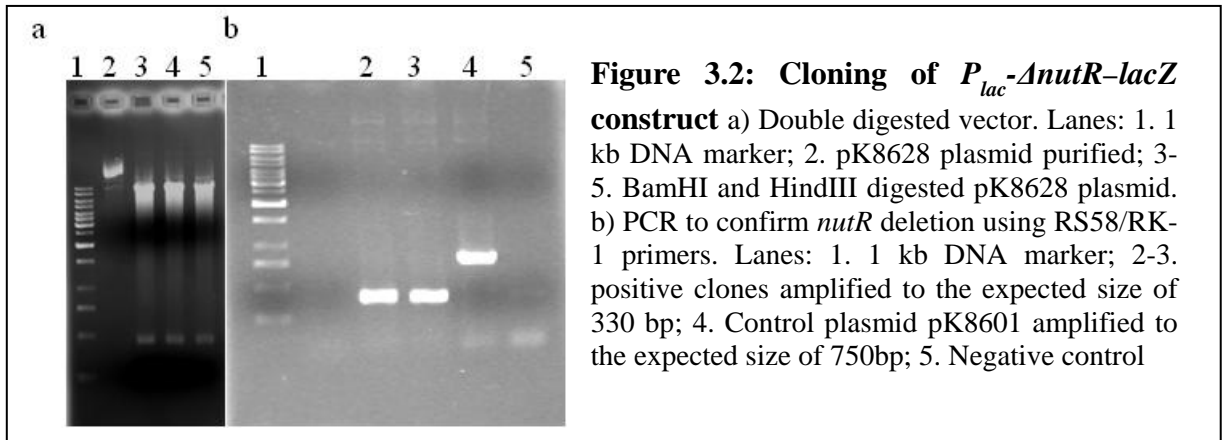 a b
1 2 3 4 5 1 2 3 4 5
Figure 3.2: Cloning of P_lac-ΔnutR–lacZ
construct a) Double digested vector. Lanes: 1. 1
kb DNA marker; 2. pK8628 plasmid purified; 3-
5. BamHI and HindIII digested pK8628 plasmid.
b) PCR to confirm nutR deletion using RS58/RK-
1 primers. Lanes: 1. 1 kb DNA marker; 2-3.
positive clones amplified to the expected size of
330 bp; 4. Control plasmid pK8601 amplified to
the expected size of 750bp; 5. Negative control